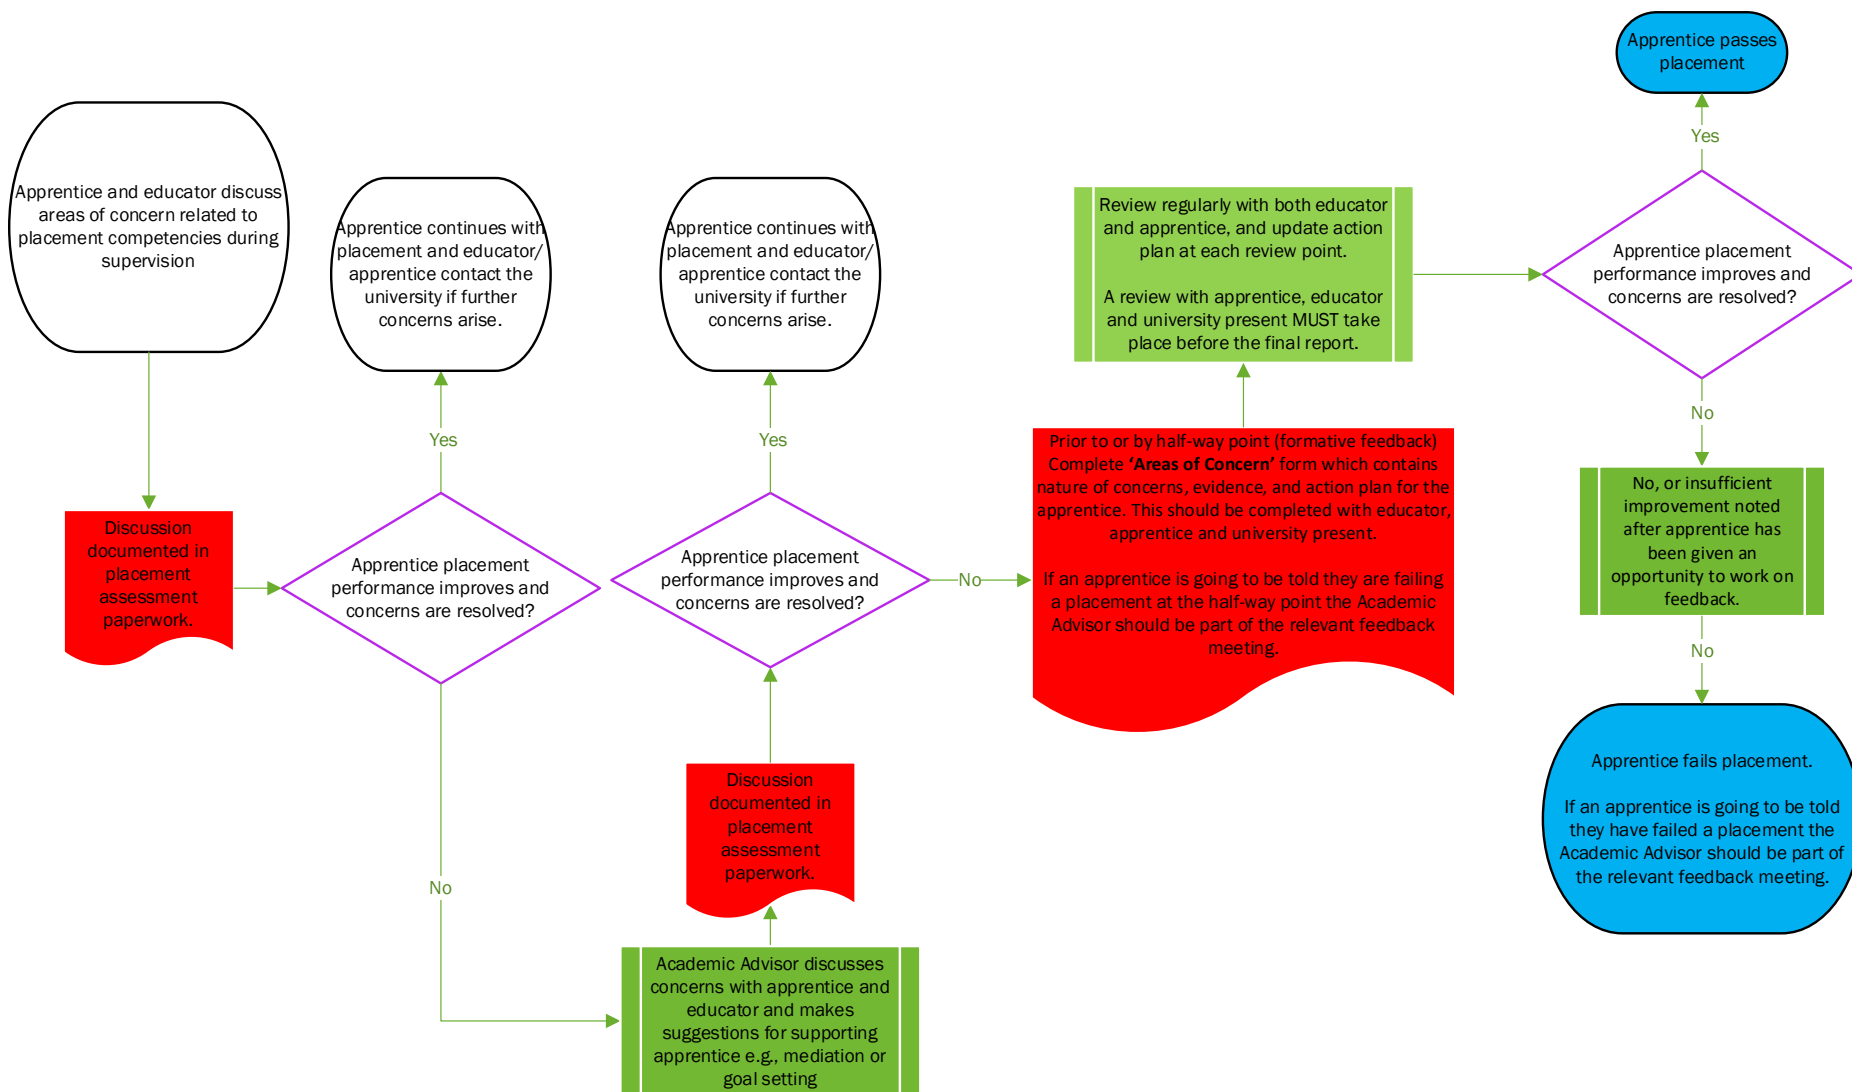 Apprentice and educator discuss
areas of concern related to
placement competencies during
supervision
Discussion
documented in
placement
assessment
paperwork.
Apprentice continues with
placement and educator/
apprentice contact the
university if further
concerns arise.
Yes
Apprentice placement
performance improves and
concerns are resolved?
No
Academic Advisor discusses
concerns with apprentice and
educator and makes
suggestions for supporting
apprentice e.g., mediation or
goal setting
Discussion
documented in
placement
assessment
paperwork.
Apprentice placement
performance improves and
concerns are resolved?
Yes
Apprentice continues with
placement and educator/
apprentice contact the
university if further
concerns arise.
No
Prior to or by half-way point (formative feedback)
Complete ‘Areas of Concern’ form which contains
nature of concerns, evidence, and action plan for the
apprentice. This should be completed with educator,
apprentice and university present.
If an apprentice is going to be told they are failing
a placement at the half-way point the Academic
Advisor should be part of the relevant feedback
meeting.
Review regularly with both educator
and apprentice, and update action
plan at each review point.
A review with apprentice, educator
and university present MUST take
place before the final report.
Apprentice placement
performance improves and
concerns are resolved?
Yes
Apprentice passes
placement
No
No, or insufficient
improvement noted
after apprentice has
been given an
opportunity to work on
feedback.
No
Apprentice fails placement.
If an apprentice is going to be told
they have failed a placement the
Academic Advisor should be part of
the relevant feedback meeting.